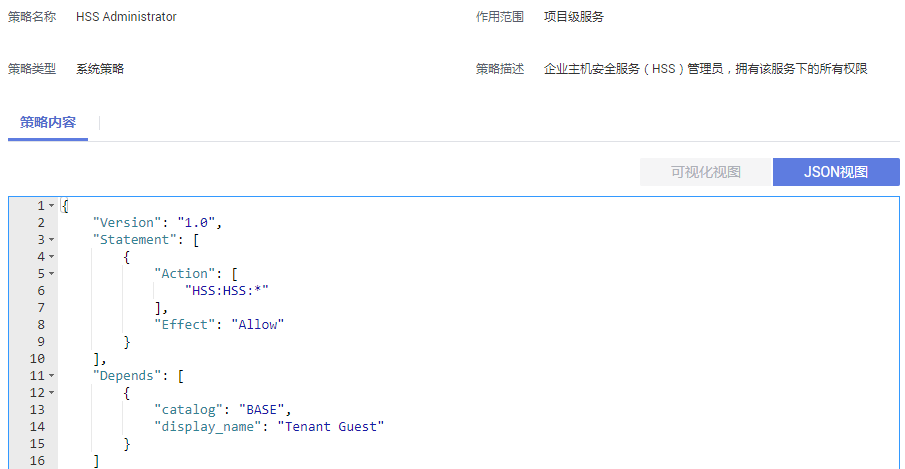 策略名称 HSS Administrator 作用范围 项目级服务
策略类型 系统策略 策略描述 企业主机安全服务（HSS）管理员，拥有该服务下的所有权限
策略内容
可视化视图 JSON视图
1 {
2 "Version": "1.0",
3 "Statement": [
4 {
5 "Action": [
6 "HSS:HSS:*"
7 ],
8 "Effect": "Allow"
9 }
10 ],
11 "Depends": [
12 {
13 "catalog": "BASE",
14 "display_name": "Tenant Guest"
15 }
16 ]